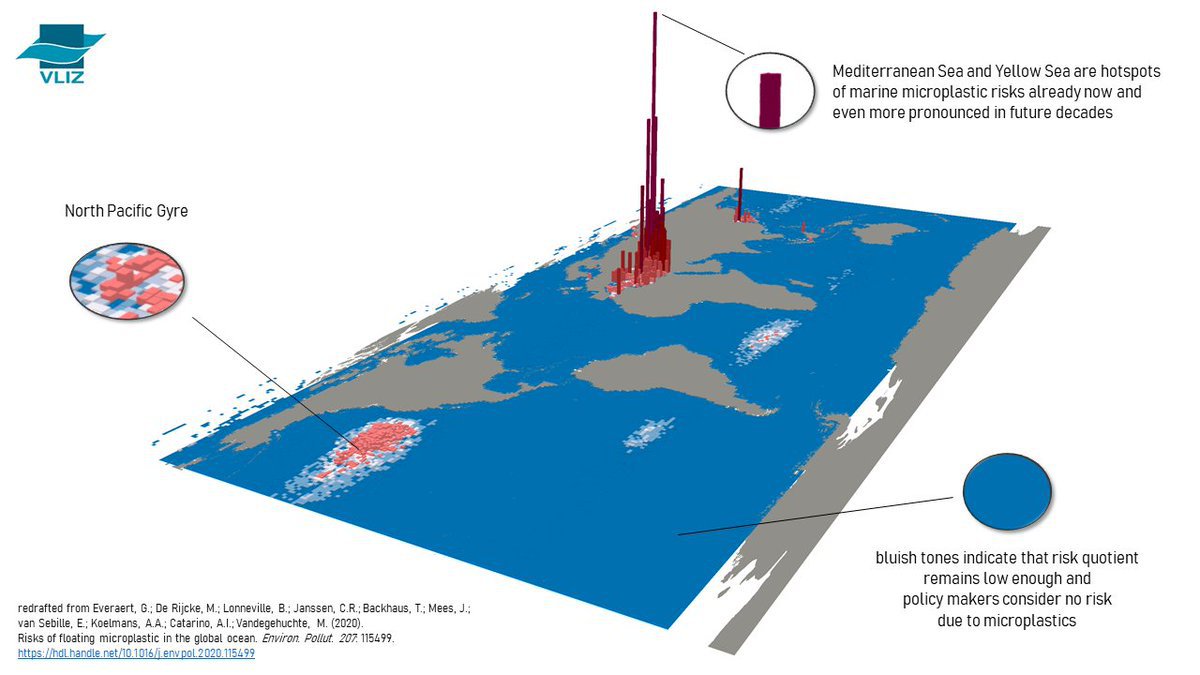 VLIZ
Mediterranean Sea and Yellow Sea are hotspots
of marine microplastic risks already now and
even more pronounced in future decades
North Pacific Gyre
bluish tones indicate that risk quotient
remains low enough and
policy makers consider no risk
due to microplastics
redrafted from Everaert, G.; De Rijcke, M.; Lonneville, B.; Janssen, C.R.; Backhaus, T.; Mees, J.;
van Sebille, E.; Koelmans, A.A.; Catarino, A.I.; Vandegehuchte, M. (2020).
Risks of floating microplastic in the global ocean. Environ. Pollut. 207: 115499.
https://hdl.handle.net/10.1016/j.envpol.2020.115499